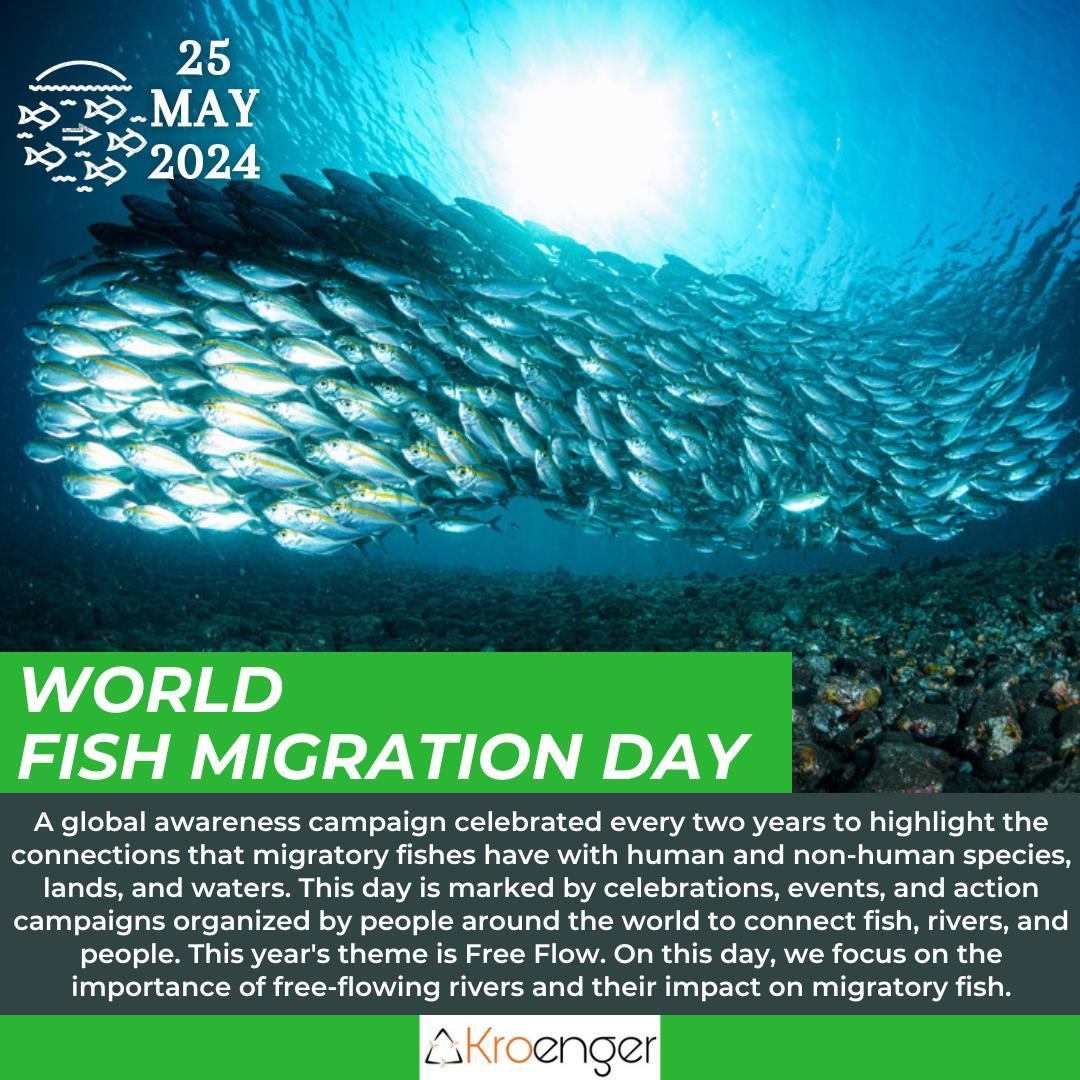 25
MAY
2024
WORLD
FISH MIGRATION DAY
A global awareness campaign celebrated every two years to highlight the
connections that migratory fishes have with human and non-human species,
lands, and waters. This day is marked by celebrations, events, and action
campaigns organized by people around the world to connect fish, rivers, and
people. This year's theme is Free Flow. On this day, we focus on the
importance of free-flowing rivers and their impact on migratory fish.
Kroenger